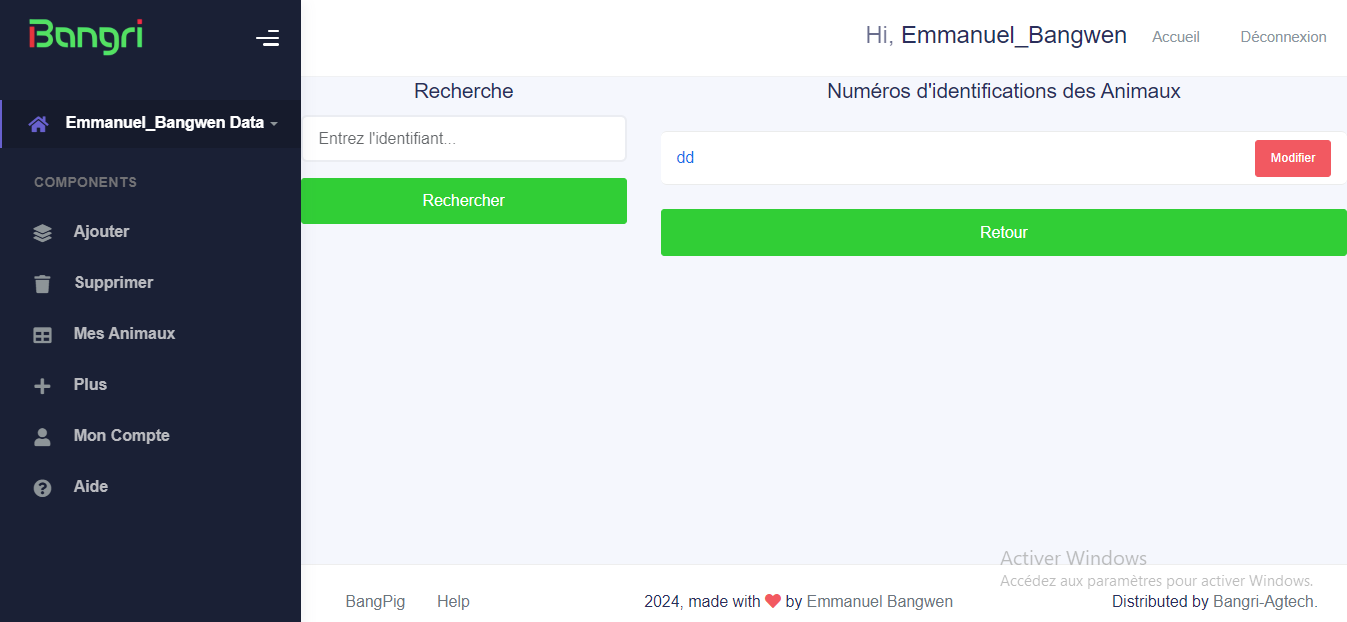 iBangri
Hi, Emmanuel_Bangwen
Accueil
Déconnexion
Emmanuel_Bangwen Data
COMPONENTS
Ajouter
Supprimer
Mes Animaux
Plus
Mon Compte
Aide
Recherche
Entrez l'identifiant...
Rechercher
Numéros d'identifications des Animaux
dd
Modifier
Retour
Activer Windows
Accédez aux paramètres pour activer Windows.
BangPig
Help
2024, made with ❤ by Emmanuel Bangwen
Distributed by Bangri-Agtech.